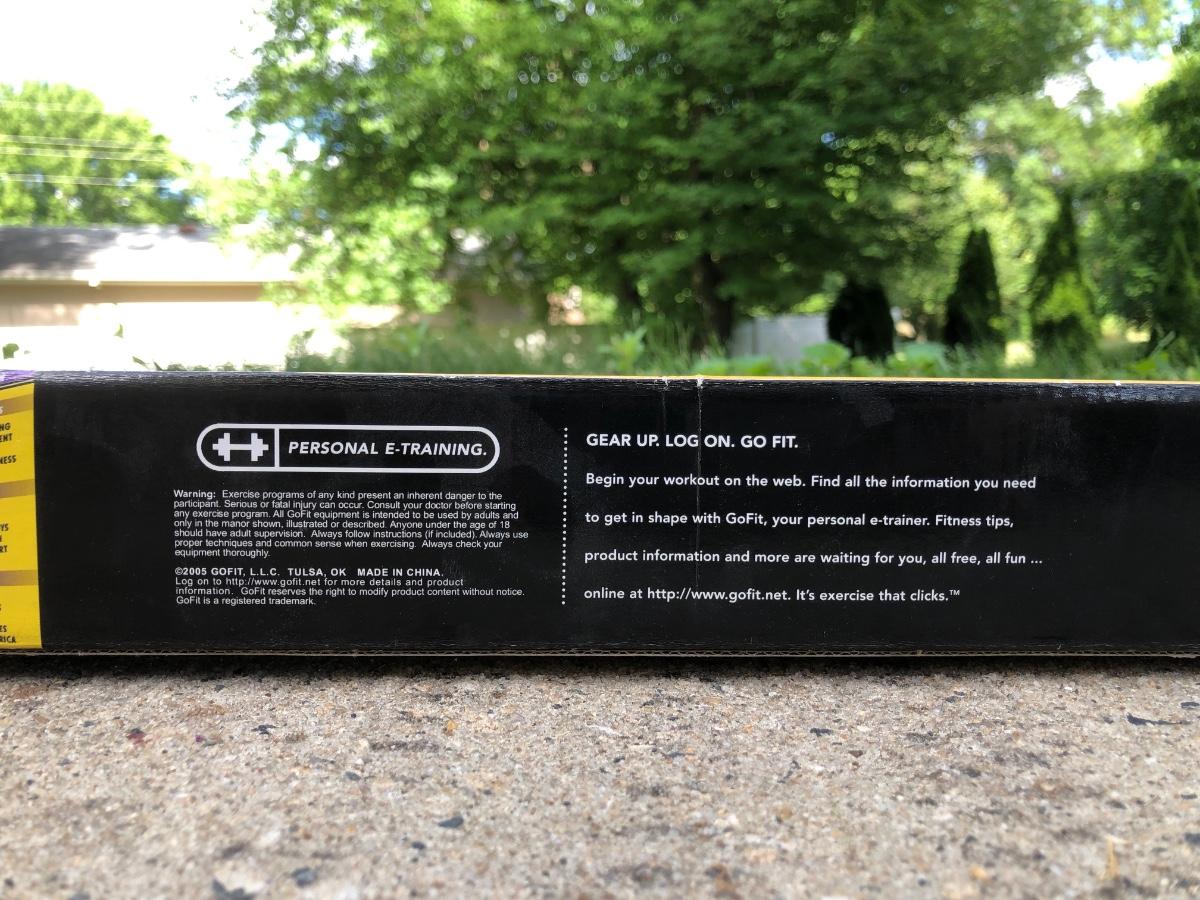 S
NG
ENT
NESS
YS
RT
S
ES
RICA
PERSONAL E-TRAINING.
Warning: Exercise programs of any kind present an inherent danger to the
participant. Serious or fatal injury can occur. Consult your doctor before starting
any exercise program. All GoFit equipment is intended to be used by adults and
only in the manor shown, illustrated or described. Anyone under the age of 18
should have adult supervision. Always follow instructions (if included). Always use
proper techniques and common sense when exercising. Always check your
equipment thoroughly.
©2005 GOFIT, L.L.C. TULSA, OK MADE IN CHINA.
Log on to http://www.gofit.net for more details and product
information. GoFit reserves the right to modify product content without notice.
GoFit is a registered trademark.
GEAR UP. LOG ON. GO FIT.
Begin your workout on the web. Find all the information you need
to get in shape with GoFit, your personal e-trainer. Fitness tips,
product information and more are waiting for you, all free, all fun ...
online at http://www.gofit.net. It's exercise that clicks.™